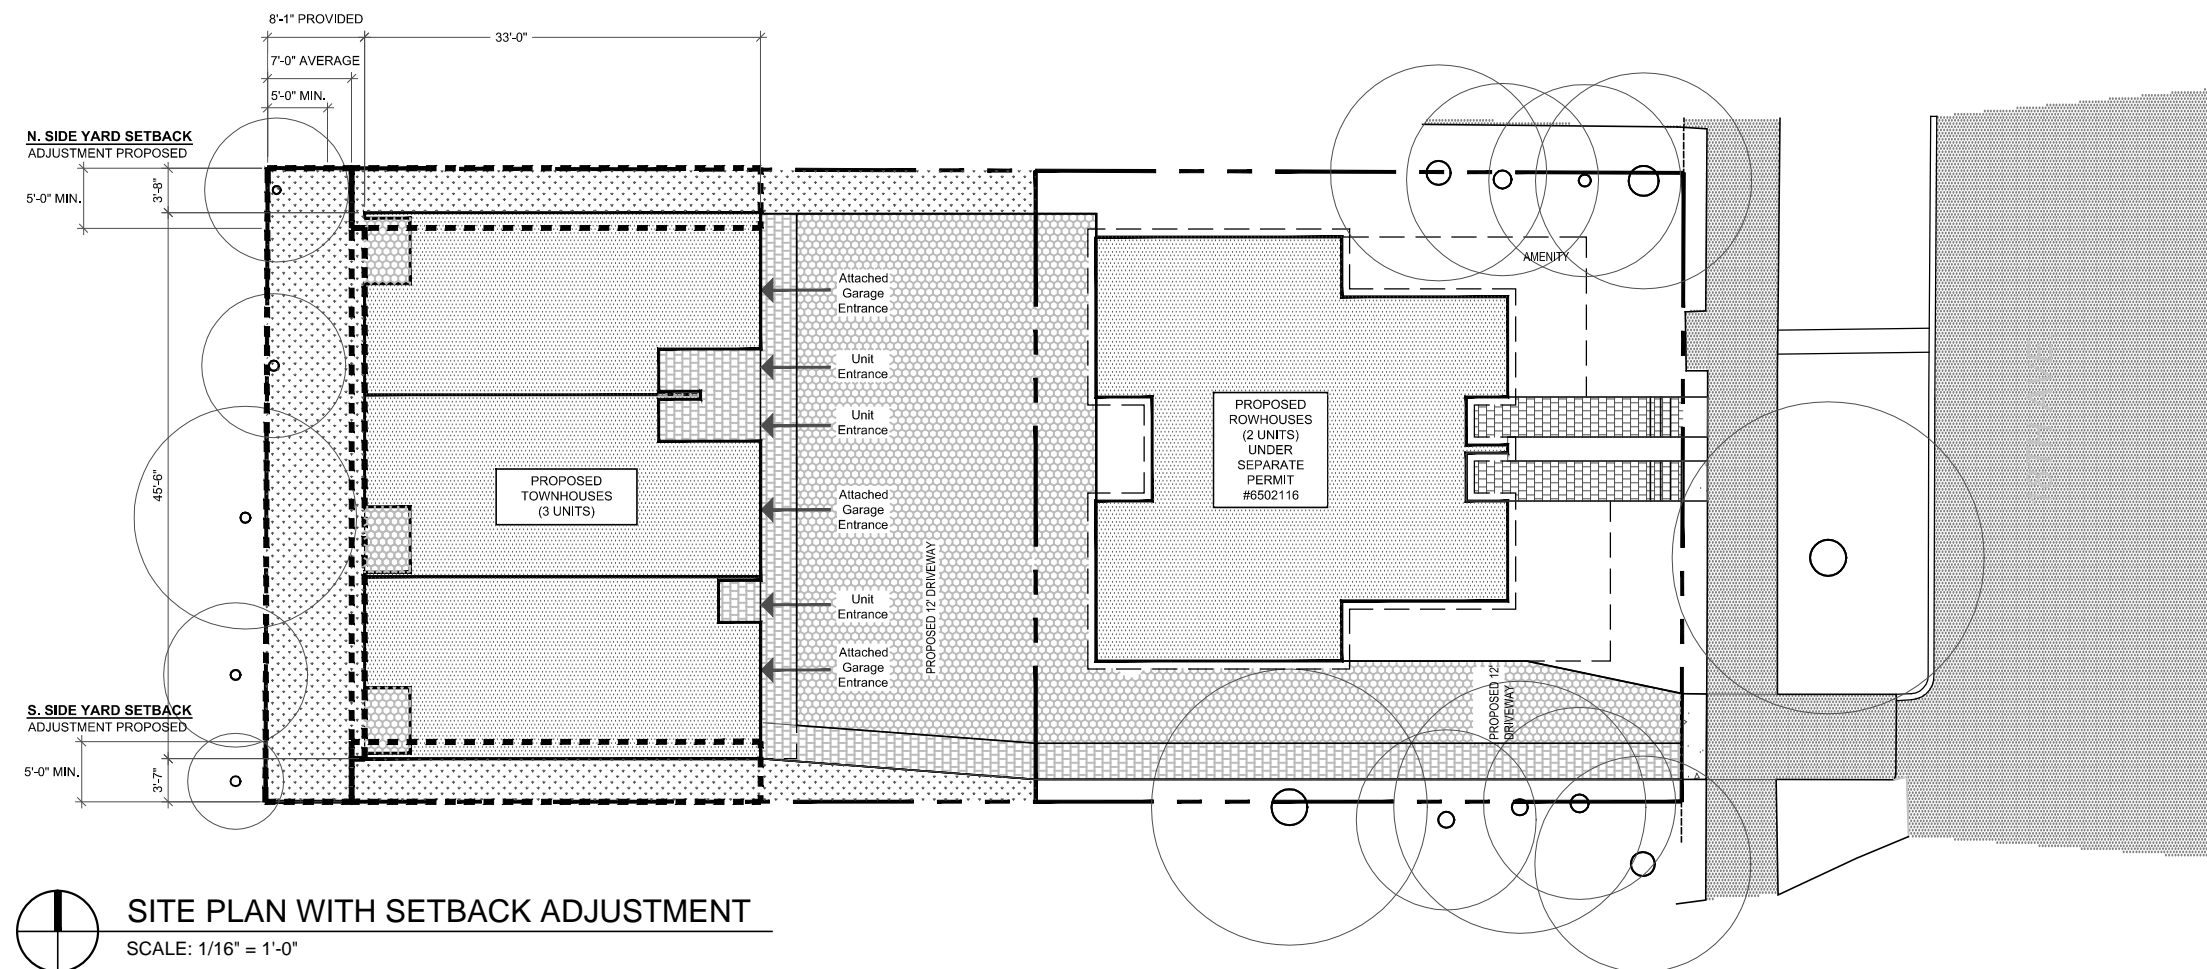 8'-1" PROVIDED
33'-0"
7'-0" AVERAGE
5'-0" MIN.
N. SIDE YARD SETBACK
ADJUSTMENT PROPOSED
5'-0" MIN.
3'-8"
45'-6"
Attached
Garage
Entrance
Unit
Entrance
Unit
Entrance
PROPOSED
TOWNHOUSES
(3 UNITS)
Attached
Garage
Entrance
Unit
Entrance
Attached
Garage
Entrance
PROPOSED 12' DRIVEWAY
AMENITY
PROPOSED
ROWHOUSES
(2 UNITS)
UNDER
SEPARATE
PERMIT
#6502116
PROPOSED 12'
DRIVEWAY
S. SIDE YARD SETBACK
ADJUSTMENT PROPOSED
5'-0" MIN.
3'-7"
SITE PLAN WITH SETBACK ADJUSTMENT
SCALE: 1/16" = 1'-0"